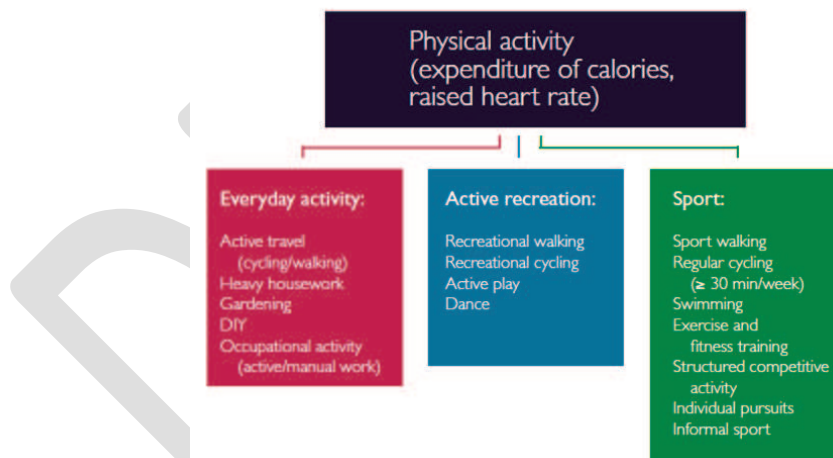 Physical activity
(expenditure of calories,
raised heart rate)
Everyday activity:
Active travel
(cycling/walking)
Heavy housework
Gardening
DIY
Occupational activity
(active/manual work)
Active recreation:
Recreational walking
Recreational cycling
Active play
Dance
Sport:
Sport walking
Regular cycling
(≥ 30 min/week)
Swimming
Exercise and
fitness training
Structured competitive
activity
Individual pursuits
Informal sport